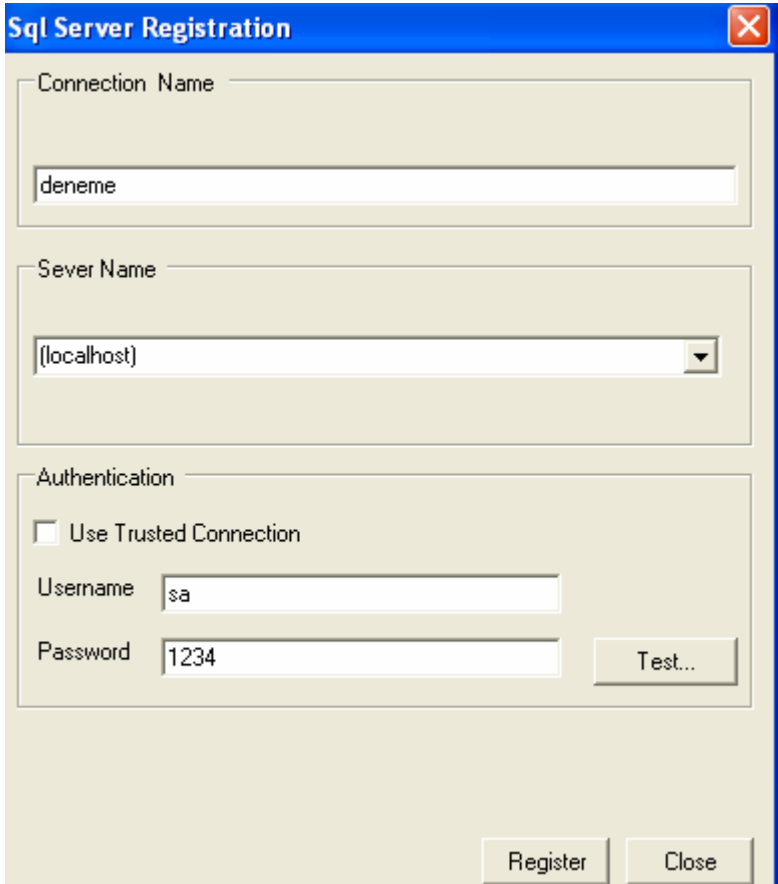 Sql Server Registration
Connection Name
deneme
Sever Name
(localhost)
Authentication
Use Trusted Connection
Username sa
Password 1234 Test...
Register Close